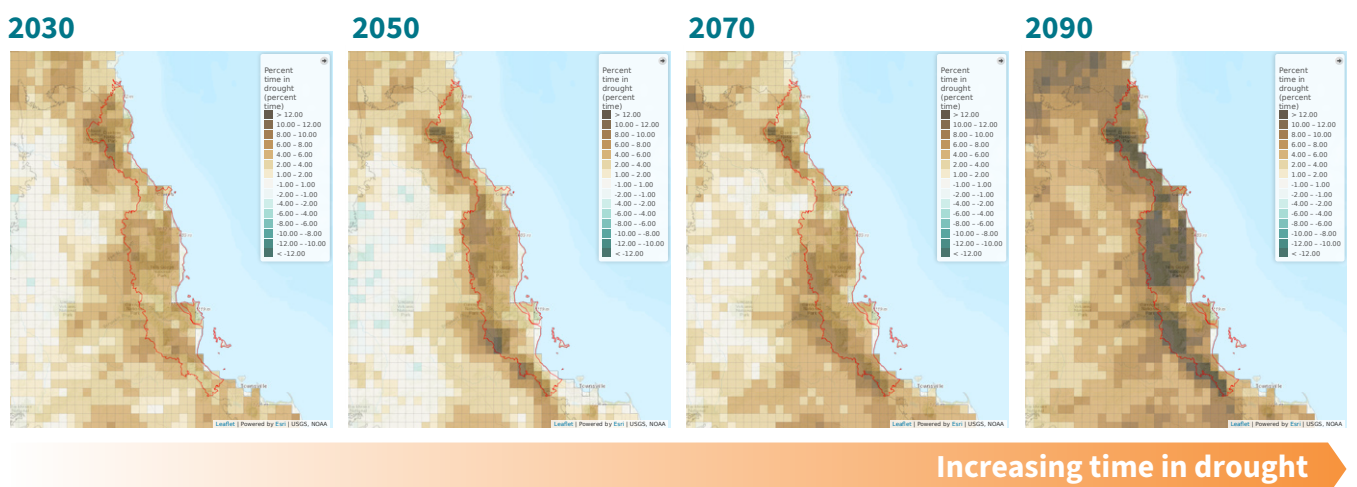 2030
2050
2070
2090
Percent
time in
drought
(percent
time)
> 12.00
10.00 – 12.00
8.00 – 10.00
6.00 – 8.00
4.00 – 6.00
2.00 – 4.00
1.00 – 2.00
-1.00 – 1.00
-2.00 – -1.00
-4.00 – -2.00
-6.00 – -4.00
-8.00 – -6.00
-10.00 – -8.00
-12.00 – -10.00
< -12.00
Townsville
Leaflet | Powered by Esri | USGS, NOAA
Percent
time in
drought
(percent
time)
> 12.00
10.00 – 12.00
8.00 – 10.00
6.00 – 8.00
4.00 – 6.00
2.00 – 4.00
1.00 – 2.00
-1.00 – 1.00
-2.00 – -1.00
-4.00 – -2.00
-6.00 – -4.00
-8.00 – -6.00
-10.00 – -8.00
-12.00 – -10.00
< -12.00
Townsville
Leaflet | Powered by Esri | USGS, NOAA
Percent
time in
drought
(percent
time)
> 12.00
10.00 – 12.00
8.00 – 10.00
6.00 – 8.00
4.00 – 6.00
2.00 – 4.00
1.00 – 2.00
-1.00 – 1.00
-2.00 – -1.00
-4.00 – -2.00
-6.00 – -4.00
-8.00 – -6.00
-10.00 – -8.00
-12.00 – -10.00
< -12.00
Townsville
Leaflet | Powered by Esri | USGS, NOAA
Percent
time in
drought
(percent
time)
> 12.00
10.00 – 12.00
8.00 – 10.00
6.00 – 8.00
4.00 – 6.00
2.00 – 4.00
1.00 – 2.00
-1.00 – 1.00
-2.00 – -1.00
-4.00 – -2.00
-6.00 – -4.00
-8.00 – -6.00
-10.00 – -8.00
-12.00 – -10.00
< -12.00
Townsville
Leaflet | Powered by Esri | USGS, NOAA
Increasing time in drought